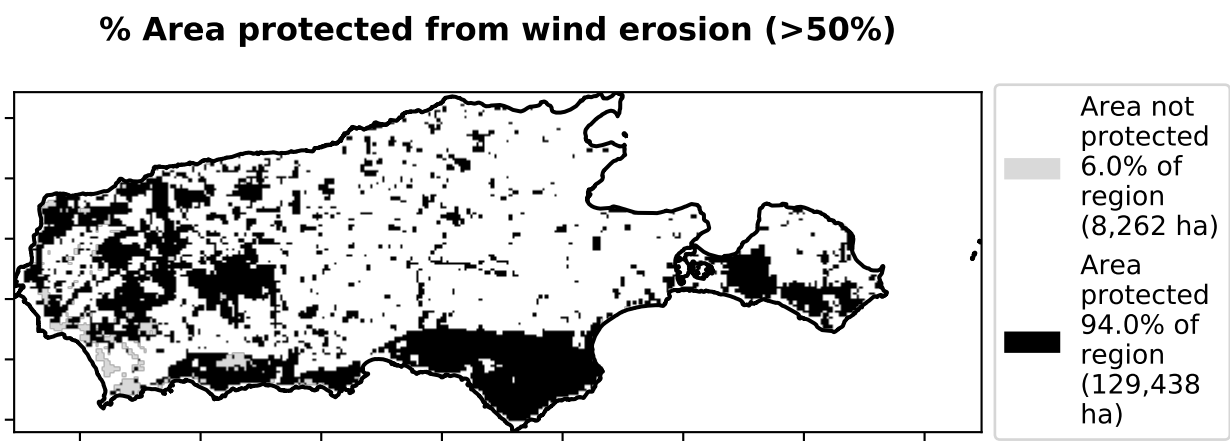 % Area protected from wind erosion (>50%)
Area not
protected
6.0% of
region
(8,262 ha)
Area
protected
94.0% of
region
(129,438
ha)